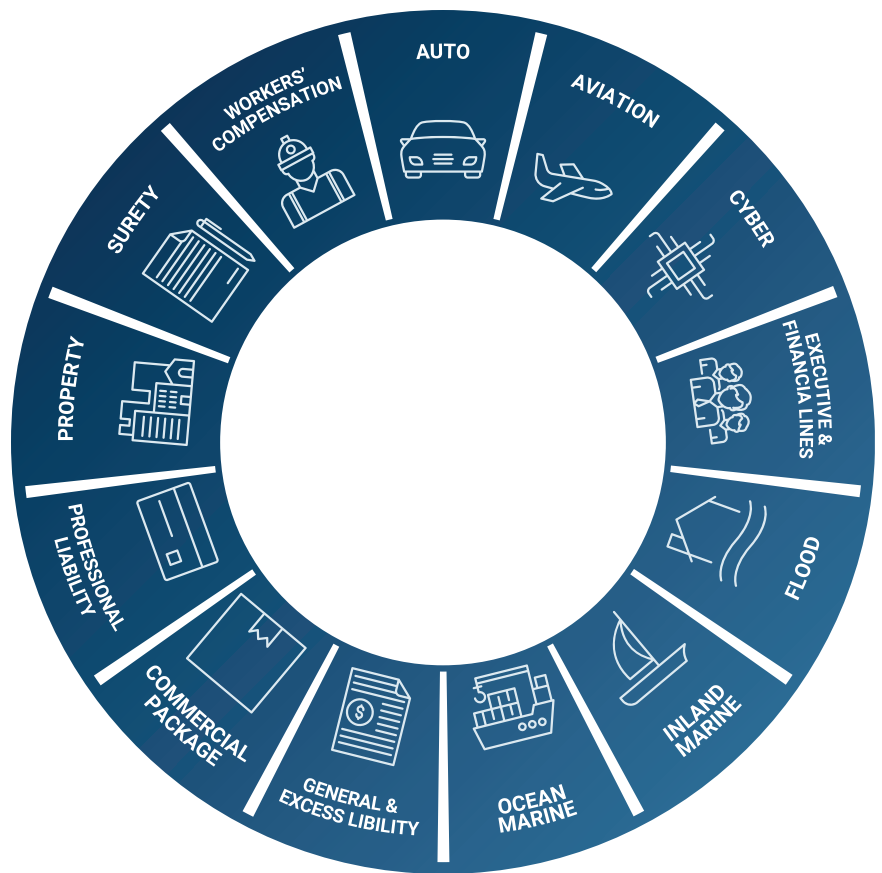 AUTO
AVIATION
CYBER
EXECUTIVE &
FINANCIA LINES
FLOOD
INLAND
MARINE
OCEAN
MARINE
GENERAL &
EXCESS LIBILITY
$
COMMERCIAL
PACKAGE
PROFESSIONAL
LIABILITY
PROPERTY
SURETY
WORKERS'
COMPENSATION